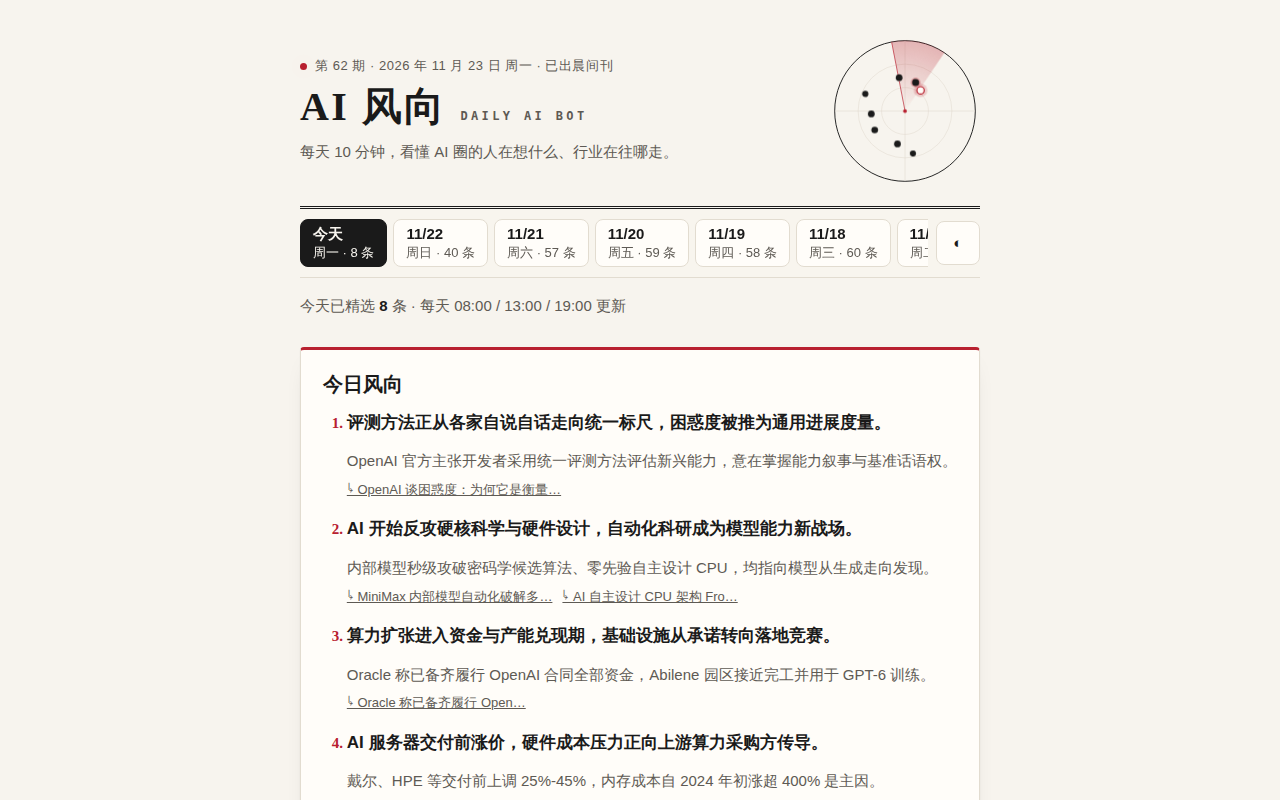 第 62 期 · 2026 年 11 月 23 日 周一 · 已出晨间刊
AI 风向 DAILY AI BOT
每天 10 分钟，看懂 AI 圈的人在想什么、行业在往哪走。
今天 11/22 11/21 11/20 11/19 11/18 11/
周一 · 8 条 周日 · 40 条 周六 · 57 条 周五 · 59 条 周四 · 58 条 周三 · 60 条 周二
今天已精选 8 条 · 每天 08:00 / 13:00 / 19:00 更新
今日风向
1. 评测方法正从各家自说自话走向统一标尺，困惑度被推为通用进展度量。
OpenAI 官方主张开发者采用统一评测方法评估新兴能力，意在掌握能力叙事与基准话语权。
↳ OpenAI 谈困惑度：为何它是衡量…
2. AI 开始反攻硬核科学与硬件设计，自动化科研成为模型能力新战场。
内部模型秒级攻破密码学候选算法、零先验自主设计 CPU，均指向模型从生成走向发现。
↳ MiniMax 内部模型自动化破解多… ↳ AI 自主设计 CPU 架构 Fro…
3. 算力扩张进入资金与产能兑现期，基础设施从承诺转向落地竞赛。
Oracle 称已备齐履行 OpenAI 合同全部资金，Abilene 园区接近完工并用于 GPT-6 训练。
↳ Oracle 称已备齐履行 Open…
4. AI 服务器交付前涨价，硬件成本压力正向上游算力采购方传导。
戴尔、HPE 等交付前上调 25%-45%，内存成本自 2024 年初涨超 400% 是主因。